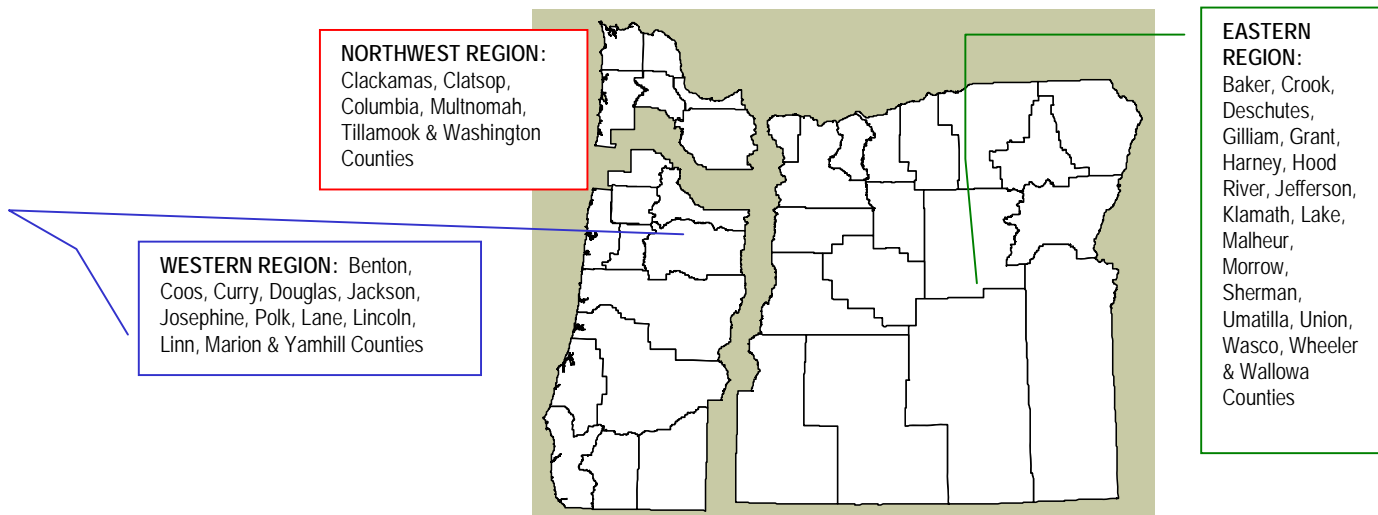 NORTHWEST REGION:
Clackamas, Clatsop,
Columbia, Multnomah,
Tillamook & Washington
Counties
WESTERN REGION: Benton,
Coos, Curry, Douglas, Jackson,
Josephine, Polk, Lane, Lincoln,
Linn, Marion & Yamhill Counties
EASTERN
REGION:
Baker, Crook,
Deschutes,
Gilliam, Grant,
Harney, Hood
River, Jefferson,
Klamath, Lake,
Malheur,
Morrow,
Sherman,
Umatilla, Union,
Wasco, Wheeler
& Wallowa
Counties